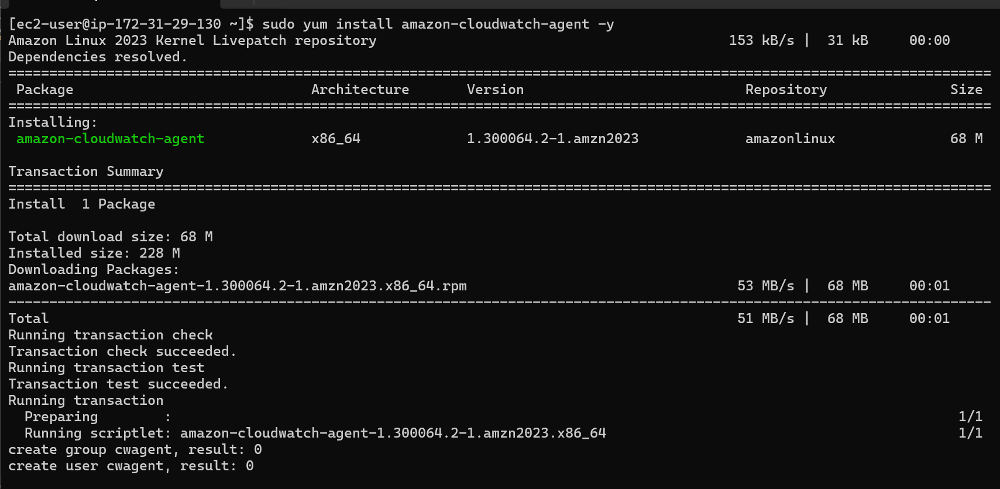 [ec2-user@ip-172-31-29-130 ~]$ sudo yum install amazon-cloudwatch-agent -y
Amazon Linux 2023 Kernel Livepatch repository 153 kB/s | 31 kB 00:00
Dependencies resolved.
================================================================================
Package Architecture Version Repository Size
================================================================================
Installing:
amazon-cloudwatch-agent x86_64 1.300064.2-1.amzn2023 amazonlinux 68 M
Transaction Summary
================================================================================
Install 1 Package
Total download size: 68 M
Installed size: 228 M
Downloading Packages:
amazon-cloudwatch-agent-1.300064.2-1.amzn2023.x86_64.rpm 53 MB/s | 68 MB 00:01
--------------------------------------------------------------------------------
Total 51 MB/s | 68 MB 00:01
Running transaction check
Transaction check succeeded.
Running transaction test
Transaction test succeeded.
Running transaction
Preparing : 1/1
Running scriptlet: amazon-cloudwatch-agent-1.300064.2-1.amzn2023.x86_64 1/1
create group cwagent, result: 0
create user cwagent, result: 0